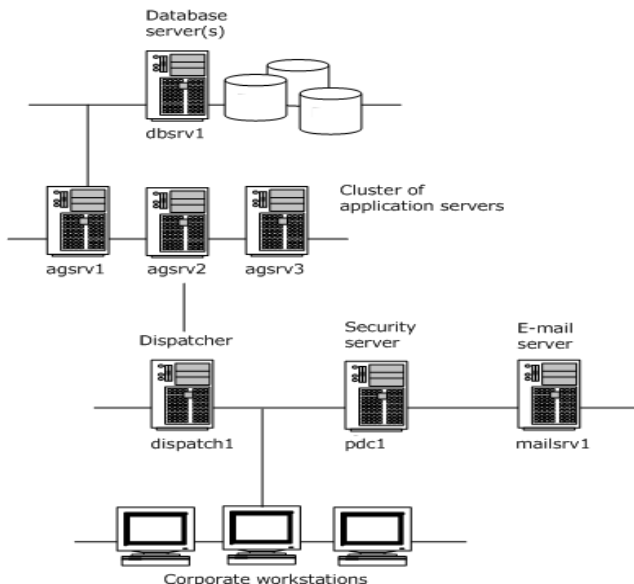 Database
server(s)
dbsrv1
Cluster of
application servers
agsrv1
agsrv2
agsrv3
Dispatcher
Security
server
E-mail
server
dispatch1
pdc1
mailsrv1
Corporate workstations